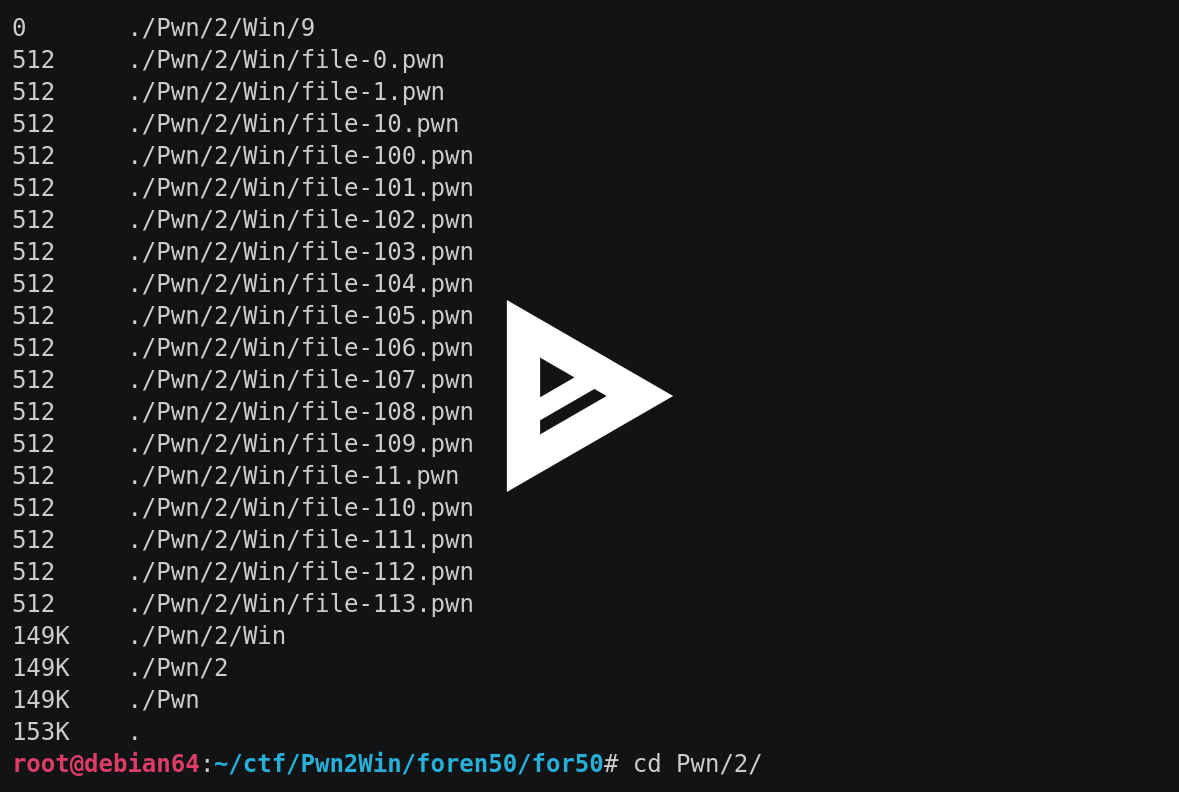 0       ./Pwn/2/Win/9
512     ./Pwn/2/Win/file-0.pwn
512     ./Pwn/2/Win/file-1.pwn
512     ./Pwn/2/Win/file-10.pwn
512     ./Pwn/2/Win/file-100.pwn
512     ./Pwn/2/Win/file-101.pwn
512     ./Pwn/2/Win/file-102.pwn
512     ./Pwn/2/Win/file-103.pwn
512     ./Pwn/2/Win/file-104.pwn
512     ./Pwn/2/Win/file-105.pwn
512     ./Pwn/2/Win/file-106.pwn
512     ./Pwn/2/Win/file-107.pwn
512     ./Pwn/2/Win/file-108.pwn
512     ./Pwn/2/Win/file-109.pwn
512     ./Pwn/2/Win/file-11.pwn
512     ./Pwn/2/Win/file-110.pwn
512     ./Pwn/2/Win/file-111.pwn
512     ./Pwn/2/Win/file-112.pwn
512     ./Pwn/2/Win/file-113.pwn
149K    ./Pwn/2/Win
149K    ./Pwn/2
149K    ./Pwn
153K    .
root@debian64:~/ctf/Pwn2Win/foren50/for50# cd Pwn/2/